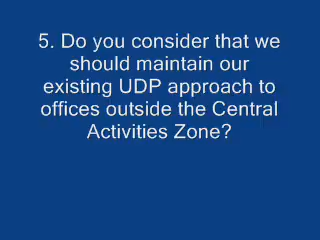 5. Do you consider that we
should maintain our
existing UDP approach to
offices outside the Central
Activities Zone?